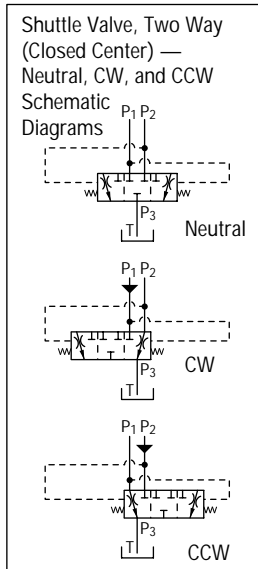 Shuttle Valve, Two Way
(Closed Center) —
Neutral, CW, and CCW
Schematic
Diagrams
P1 P2
P3
T
Neutral
P1 P2
P3
T
CW
P1 P2
P3
T
CCW